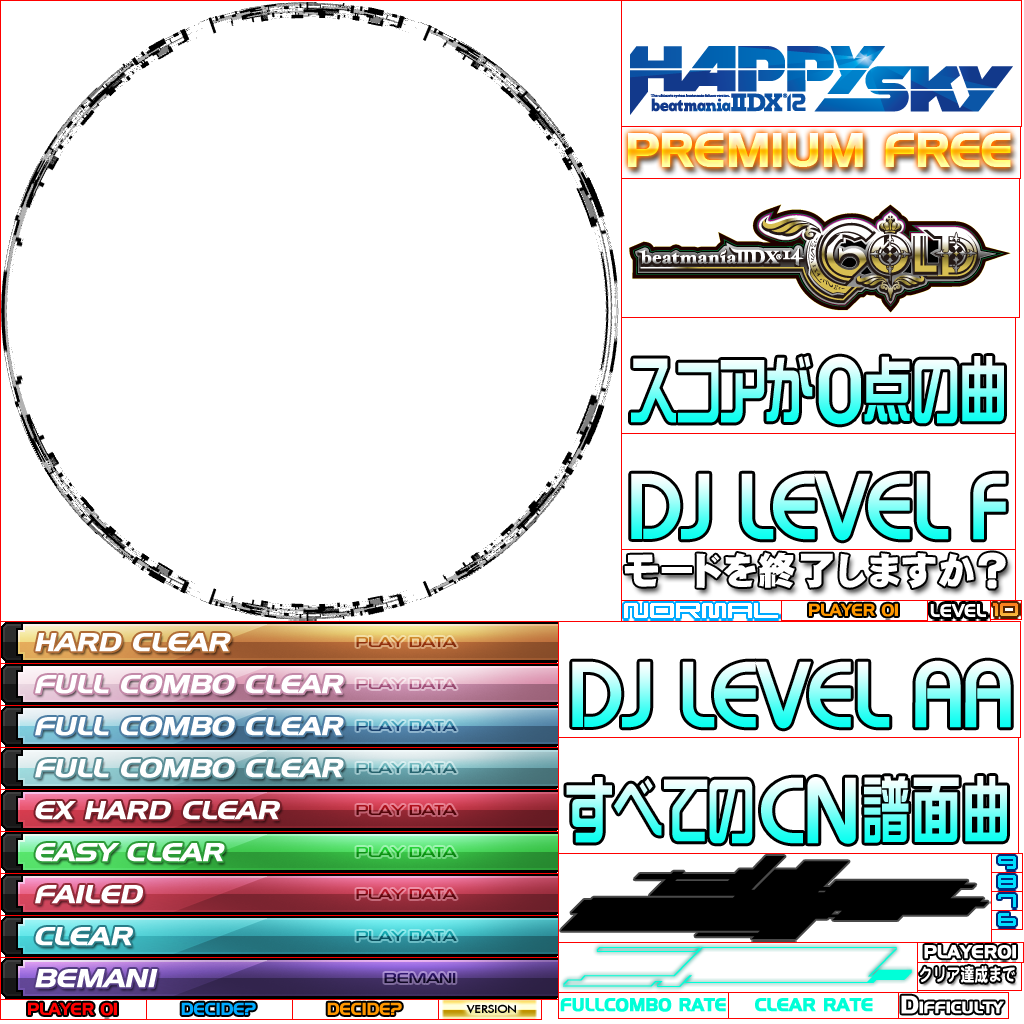 HAPPY SKY
beatmania IIDX 12
PREMIUM FREE
beatmania IIDX 14 GOLD
スコアが0点の曲
DJ LEVEL F
モードを終了しますか?
NORMAL
PLAYER 01
LEVEL 10
HARD CLEAR PLAY DATA
FULL COMBO CLEAR PLAY DATA
FULL COMBO CLEAR PLAY DATA
FULL COMBO CLEAR PLAY DATA
EX HARD CLEAR PLAY DATA
EASY CLEAR PLAY DATA
FAILED PLAY DATA
CLEAR PLAY DATA
BEMANI BEMANI
PLAYER 01
DECIDE?
DECIDE?
VERSION
DJ LEVEL AA
すべてのCN譜面曲
PLAYER01
クリア達成まで
FULLCOMBO RATE
CLEAR RATE
DIFFICULTY